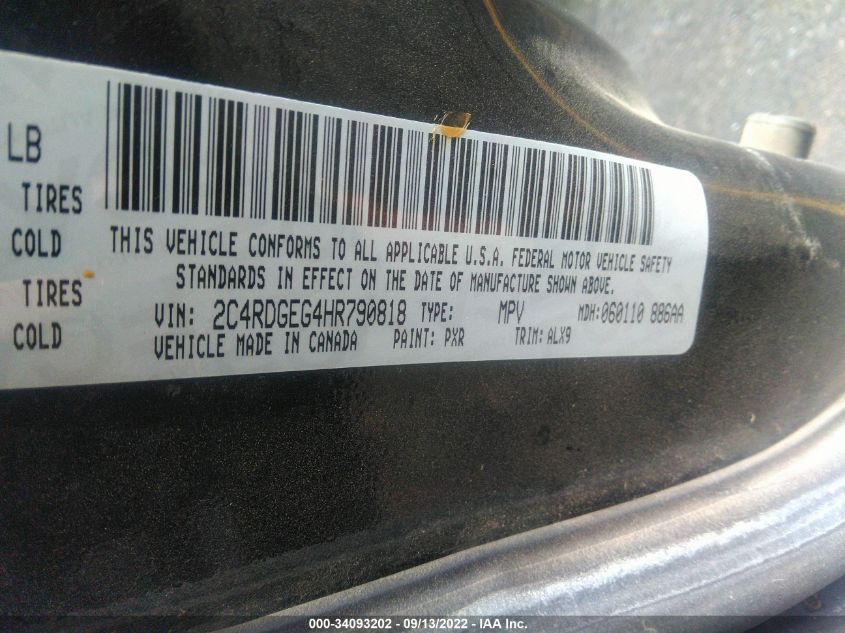 LB
TIRES
COLD
TIRES
COLD
THIS VEHICLE CONFORMS TO ALL APPLICABLE U.S.A. FEDERAL MOTOR VEHICLE SAFETY
STANDARDS IN EFFECT ON THE DATE OF MANUFACTURE SHOWN ABOVE.
VIN: 2C4RDGEG4HR790818 TYPE: MPV MDH:060110 886AA
VEHICLE MADE IN CANADA PAINT: PXR TRIM:ALX9
000-34093202 - 09/13/2022 - IAA Inc.